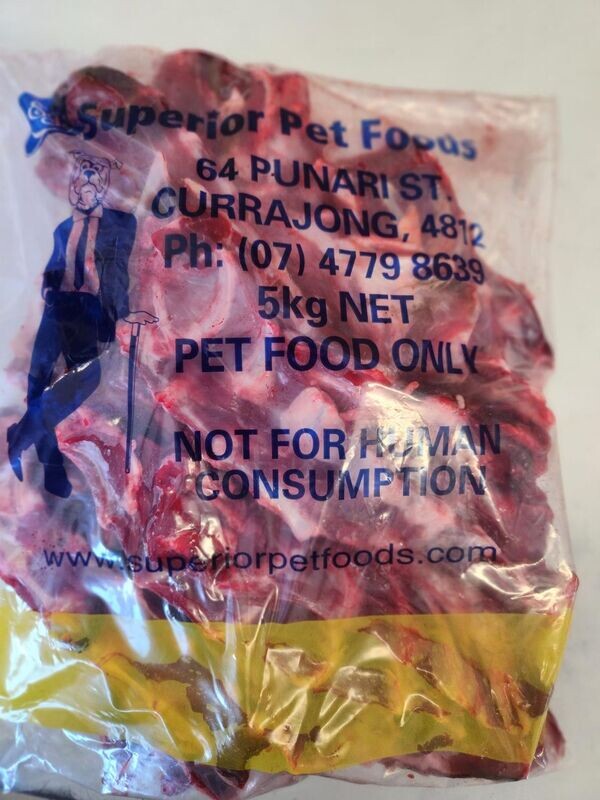 Superior Pet Foods
64 PUNARI ST.
CURRAJONG, 4812
Ph: (07) 4779 8639
5kg NET
PET FOOD ONLY
NOT FOR HUMAN
CONSUMPTION
www.superiorpetfoods.com